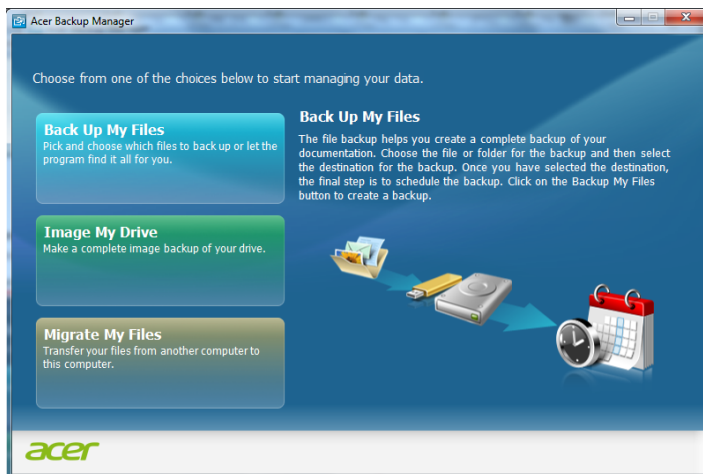 Acer Backup Manager
Choose from one of the choices below to start managing your data.
Back Up My Files
Pick and choose which files to back up or let the
program find it all for you.
Image My Drive
Make a complete image backup of your drive.
Migrate My Files
Transfer your files from another computer to
this computer.
Back Up My Files
The file backup helps you create a complete backup of your
documentation. Choose the file or folder for the backup and then select
the destination for the backup. Once you have selected the destination,
the final step is to schedule the backup. Click on the Backup My Files
button to create a backup.
acer